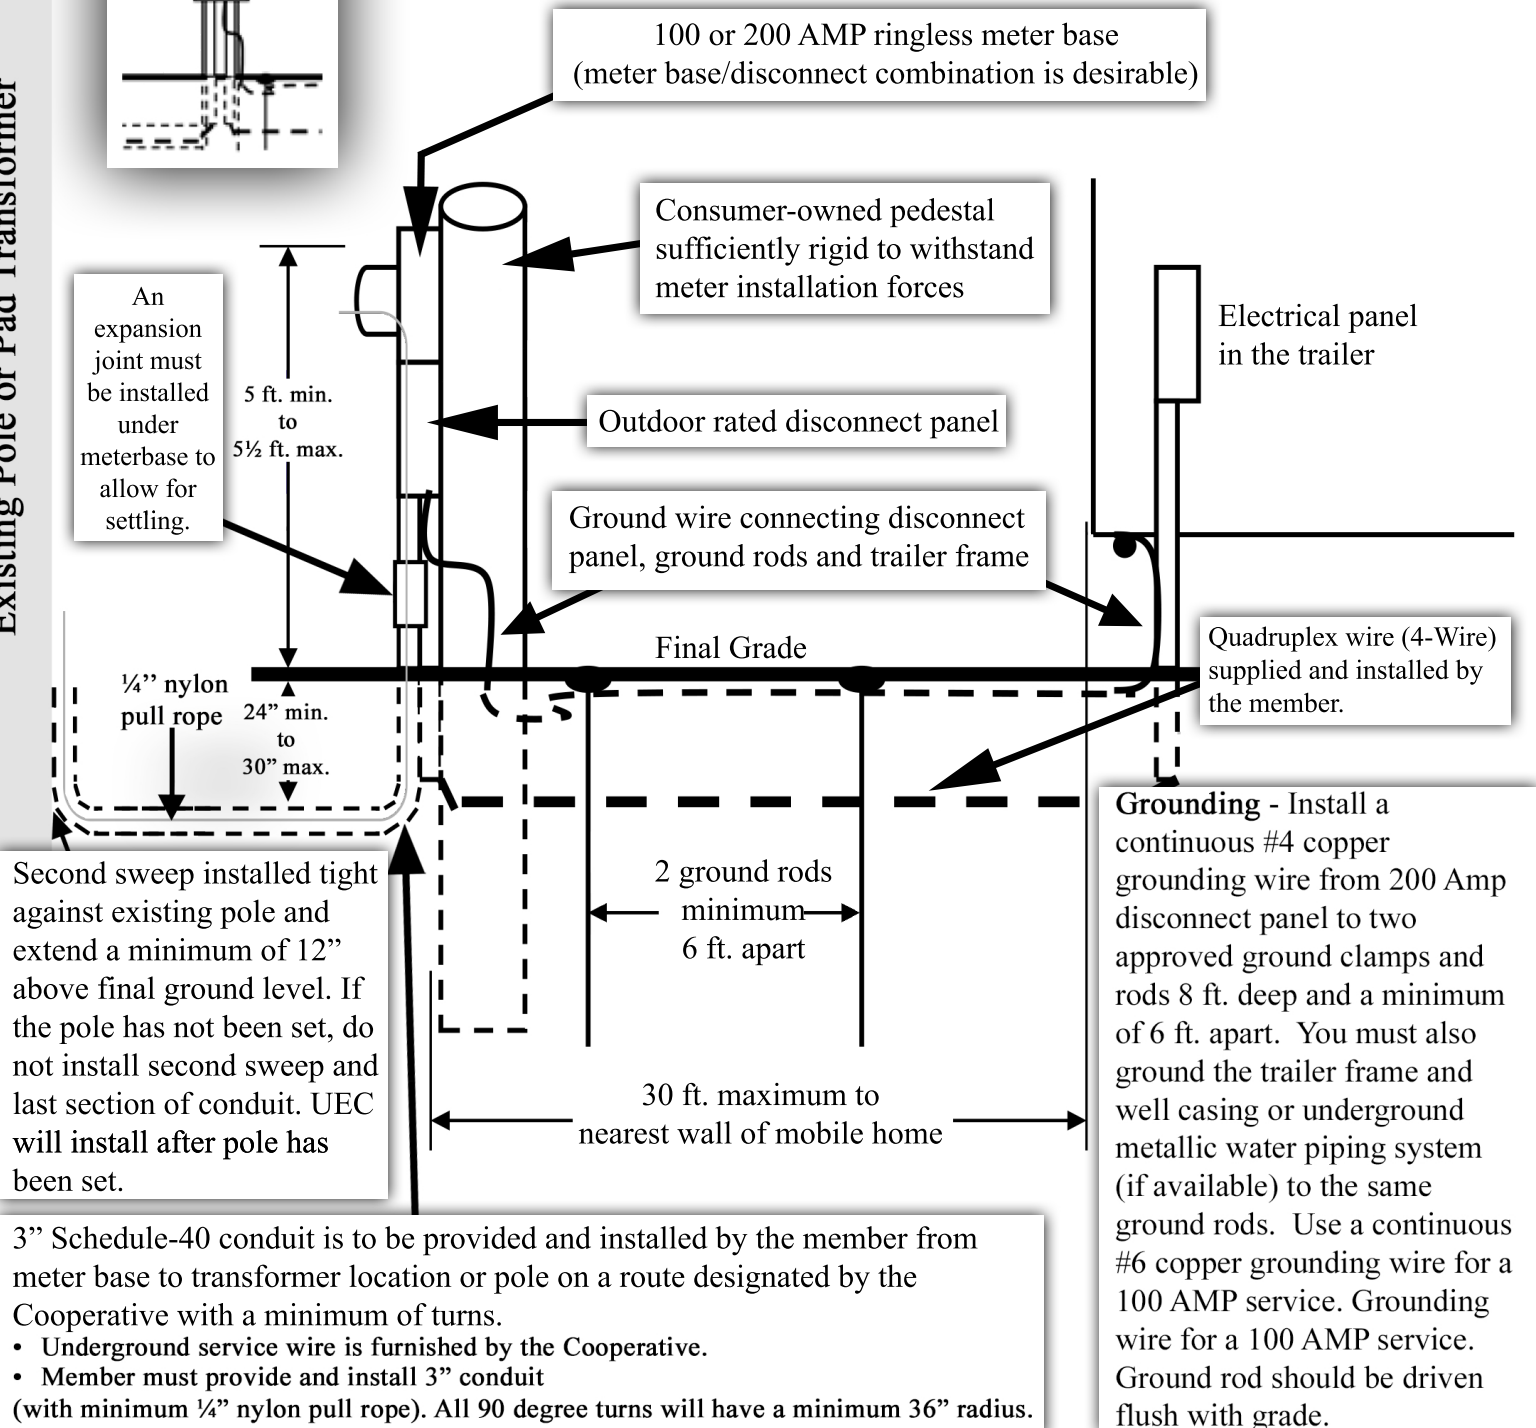 Existing Pole or Pad Transformer
100 or 200 AMP ringless meter base
(meter base/disconnect combination is desirable)
Consumer-owned pedestal
sufficiently rigid to withstand
meter installation forces
Electrical panel
in the trailer
An
expansion
joint must
be installed
under
meterbase to
allow for
settling.
5 ft. min.
to
5½ ft. max.
Outdoor rated disconnect panel
Ground wire connecting disconnect
panel, ground rods and trailer frame
Final Grade
Quadruplex wire (4-Wire)
supplied and installed by
the member.
¼’’ nylon
pull rope
24” min.
to
30” max.
Second sweep installed tight
against existing pole and
extend a minimum of 12”
above final ground level. If
the pole has not been set, do
not install second sweep and
last section of conduit. UEC
will install after pole has
been set.
2 ground rods
minimum
6 ft. apart
30 ft. maximum to
nearest wall of mobile home
Grounding - Install a
continuous #4 copper
grounding wire from 200 Amp
disconnect panel to two
approved ground clamps and
rods 8 ft. deep and a minimum
of 6 ft. apart.  You must also
ground the trailer frame and
well casing or underground
metallic water piping system
(if available) to the same
ground rods.  Use a continuous
#6 copper grounding wire for a
100 AMP service. Grounding
wire for a 100 AMP service.
Ground rod should be driven
flush with grade.
3” Schedule-40 conduit is to be provided and installed by the member from
meter base to transformer location or pole on a route designated by the
Cooperative with a minimum of turns.
• Underground service wire is furnished by the Cooperative.
• Member must provide and install 3” conduit
(with minimum ¼” nylon pull rope). All 90 degree turns will have a minimum 36” radius.